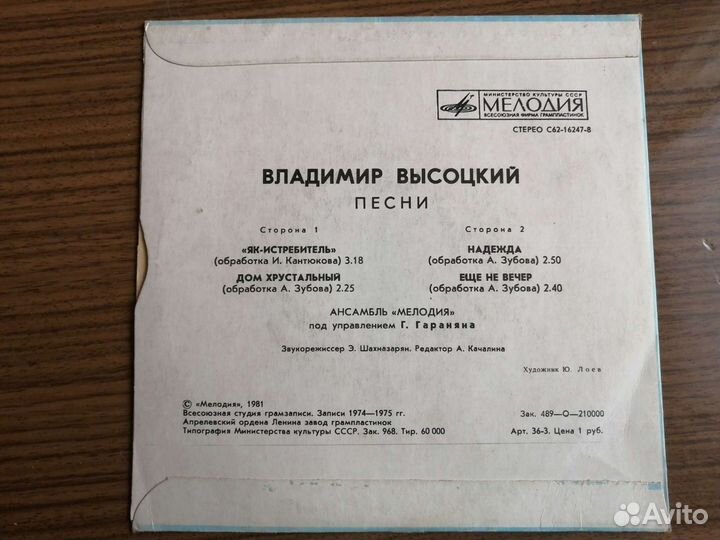 МИНИСТЕРСТВО КУЛЬТУРЫ СССР
МЕЛОДИЯ
ВСЕСОЮЗНАЯ ФИРМА ГРАМПЛАСТИНОК
СТЕРЕО С62-16247-8
ВЛАДИМИР ВЫСОЦКИЙ
ПЕСНИ
Сторона 1
«ЯК-ИСТРЕБИТЕЛЬ»
(обработка И. Кантюкова) 3.18
ДОМ ХРУСТАЛЬНЫЙ
(обработка А. Зубова) 2.25
Сторона 2
НАДЕЖДА
(обработка А. Зубова) 2.50
ЕЩЕ НЕ ВЕЧЕР
(обработка А. Зубова) 2.40
АНСАМБЛЬ «МЕЛОДИЯ»
под управлением Г. Гараняна
Звукорежиссер Э. Шахназарян. Редактор А. Качалина
Художник Ю. Лоев
© «Мелодия», 1981
Всесоюзная студия грамзаписи. Записи 1974—1975 гг.
Апрелевский ордена Ленина завод грампластинок
Типография Министерства культуры СССР. Зак. 968. Тир. 60 000
Зак. 489—О—210000
Арт. 36-3. Цена 1 руб.
Avito